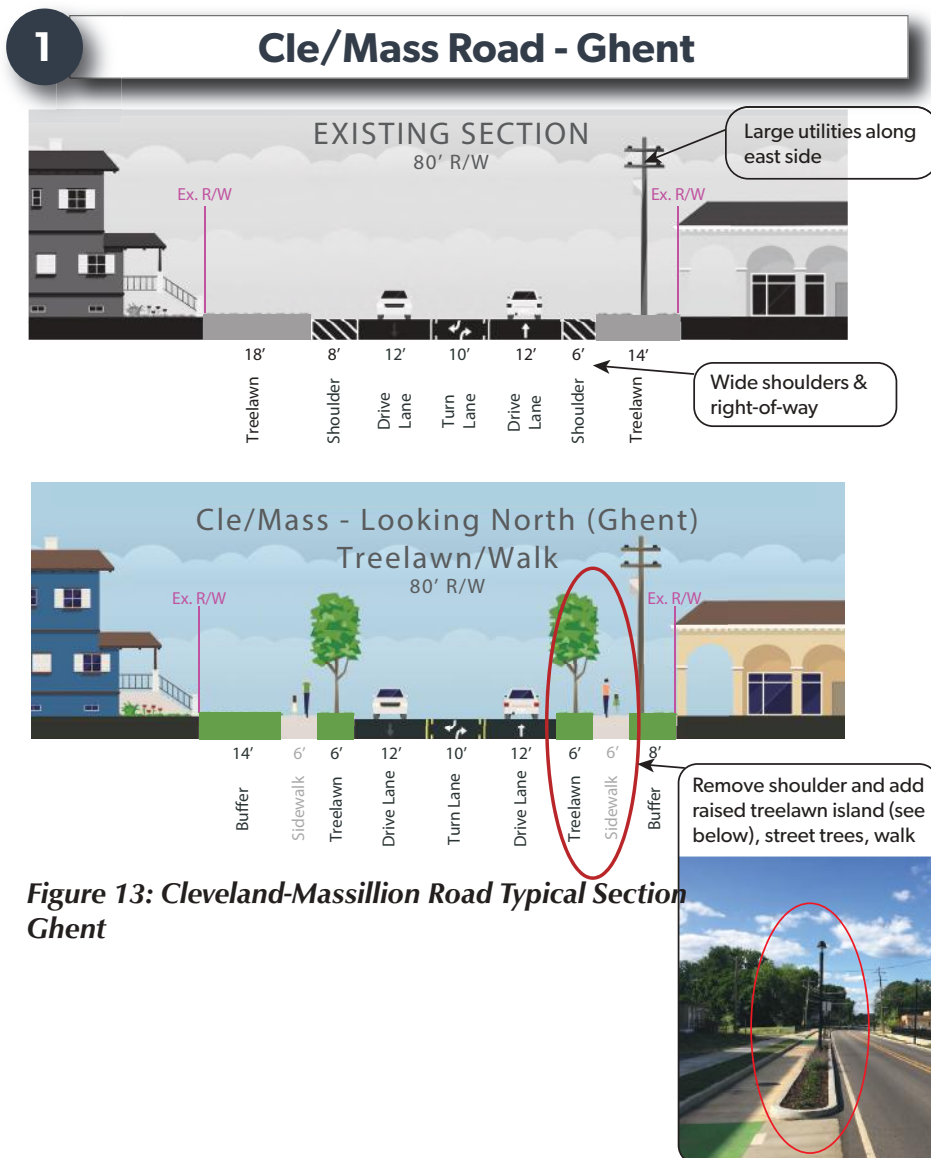 1
Cle/Mass Road - Ghent
EXISTING SECTION
80’ R/W
Large utilities along
east side
Ex. R/W
Ex. R/W
18’ 8’ 12’ 10’ 12’ 6’ 14’
Treelawn
Shoulder
Drive
Lane
Turn
Lane
Drive
Lane
Shoulder
Treelawn
Wide shoulders &
right-of-way
Cle/Mass - Looking North (Ghent)
Treelawn/Walk
80’ R/W
Ex. R/W
Ex. R/W
14’ 6’ 6’ 12’ 10’ 12’ 6’ 6’ 8’
Buffer
Sidewalk
Treelawn
Drive Lane
Turn Lane
Drive Lane
Treelawn
Sidewalk
Buffer
Remove shoulder and add
raised treelawn island (see
below), street trees, walk
Figure 13: Cleveland-Massillion Road Typical Section
Ghent